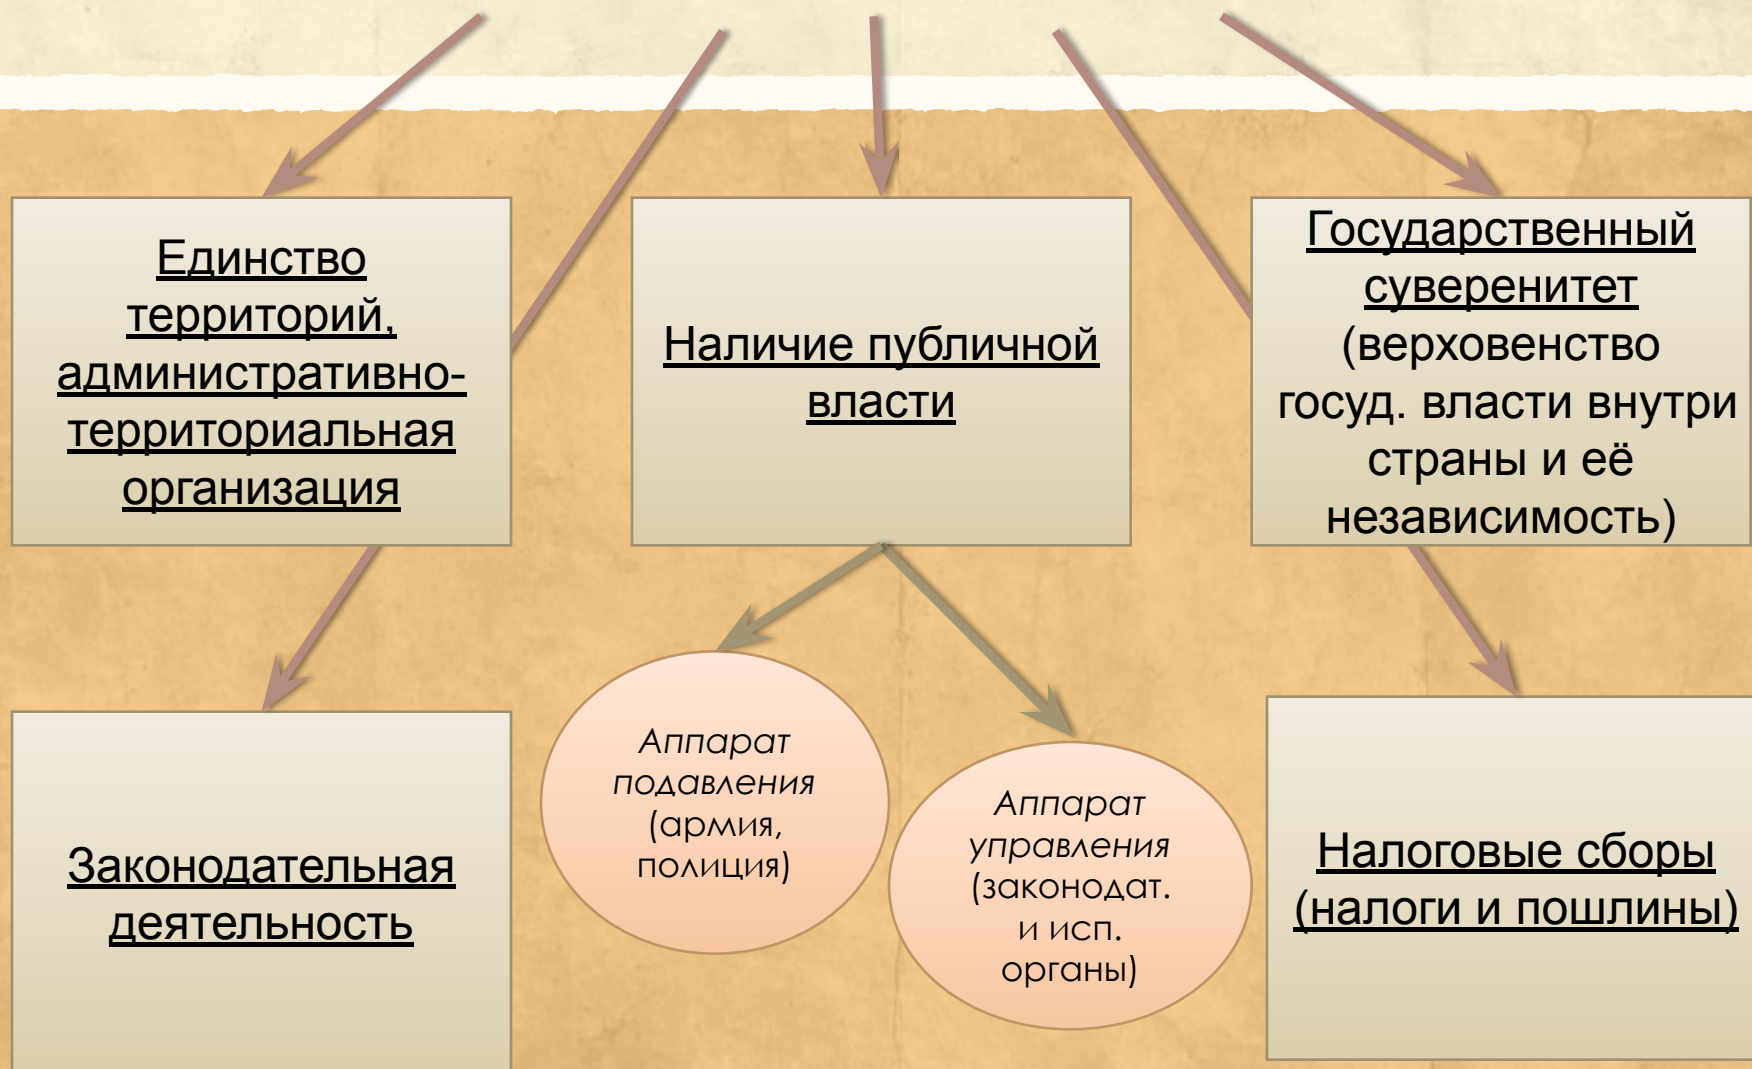 Единство
территорий,
административно-
территориальная
организация
Наличие публичной
власти
Государственный
суверенитет
(верховенство
госуд. власти внутри
страны и её
независимость)
Законодательная
деятельность
Аппарат
подавления
(армия,
полиция)
Аппарат
управления
(законодат.
и исп.
органы)
Налоговые сборы
(налоги и пошлины)